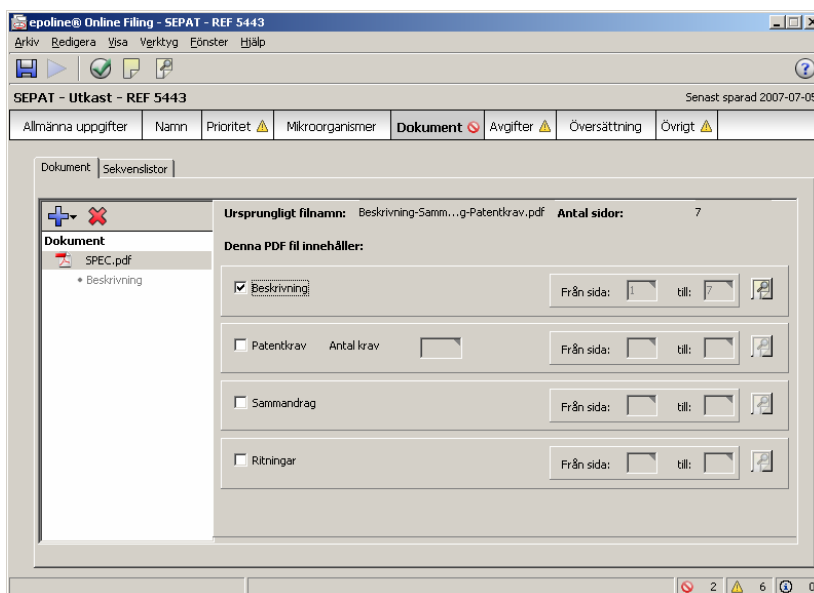 epoline® Online Filing - SEPAT - REF 5443
Arkiv Redigera Visa Verktyg Fönster Hjälp
SEPAT - Utkast - REF 5443 Senast sparad 2007-07-05
Allmänna uppgifter Namn Prioritet Mikroorganismer Dokument Avgifter Översättning Övrigt
Dokument Sekvenslistor
Ursprungligt filnamn: Beskrivning-Samm...g-Patentkrav.pdf Antal sidor: 7
Dokument
Denna PDF fil innehåller:
SPEC.pdf
• Beskrivning
Beskrivning Från sida: 1 till: 7
Patentkrav Antal krav Från sida: till:
Sammandrag Från sida: till:
Ritningar Från sida: till:
2 6 0